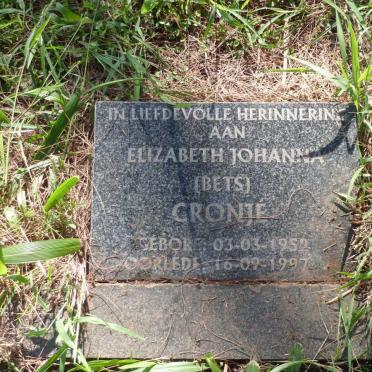 IN LIEFDEVOLLE HERINNERING
AAN
ELIZABETH JOHANNA
(BETS)
CRONJE
GEBORE: 03-03-1952
OORLEDE: 16-09-1997